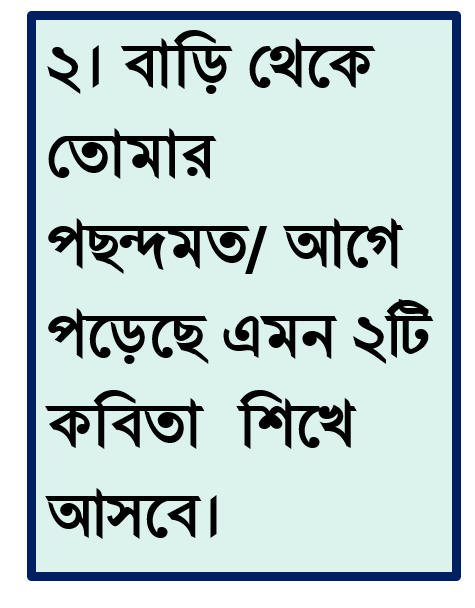 ২। বাড়ি থেকে
তোমার
পছন্দমত/ আগে
পড়েছে এমন ২টি
কবিতা শিখে
আসবে।